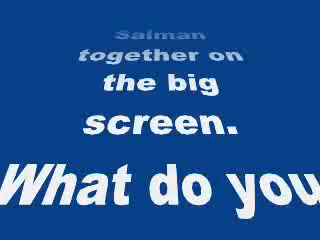 Salman
together on
the big
screen.
What do you